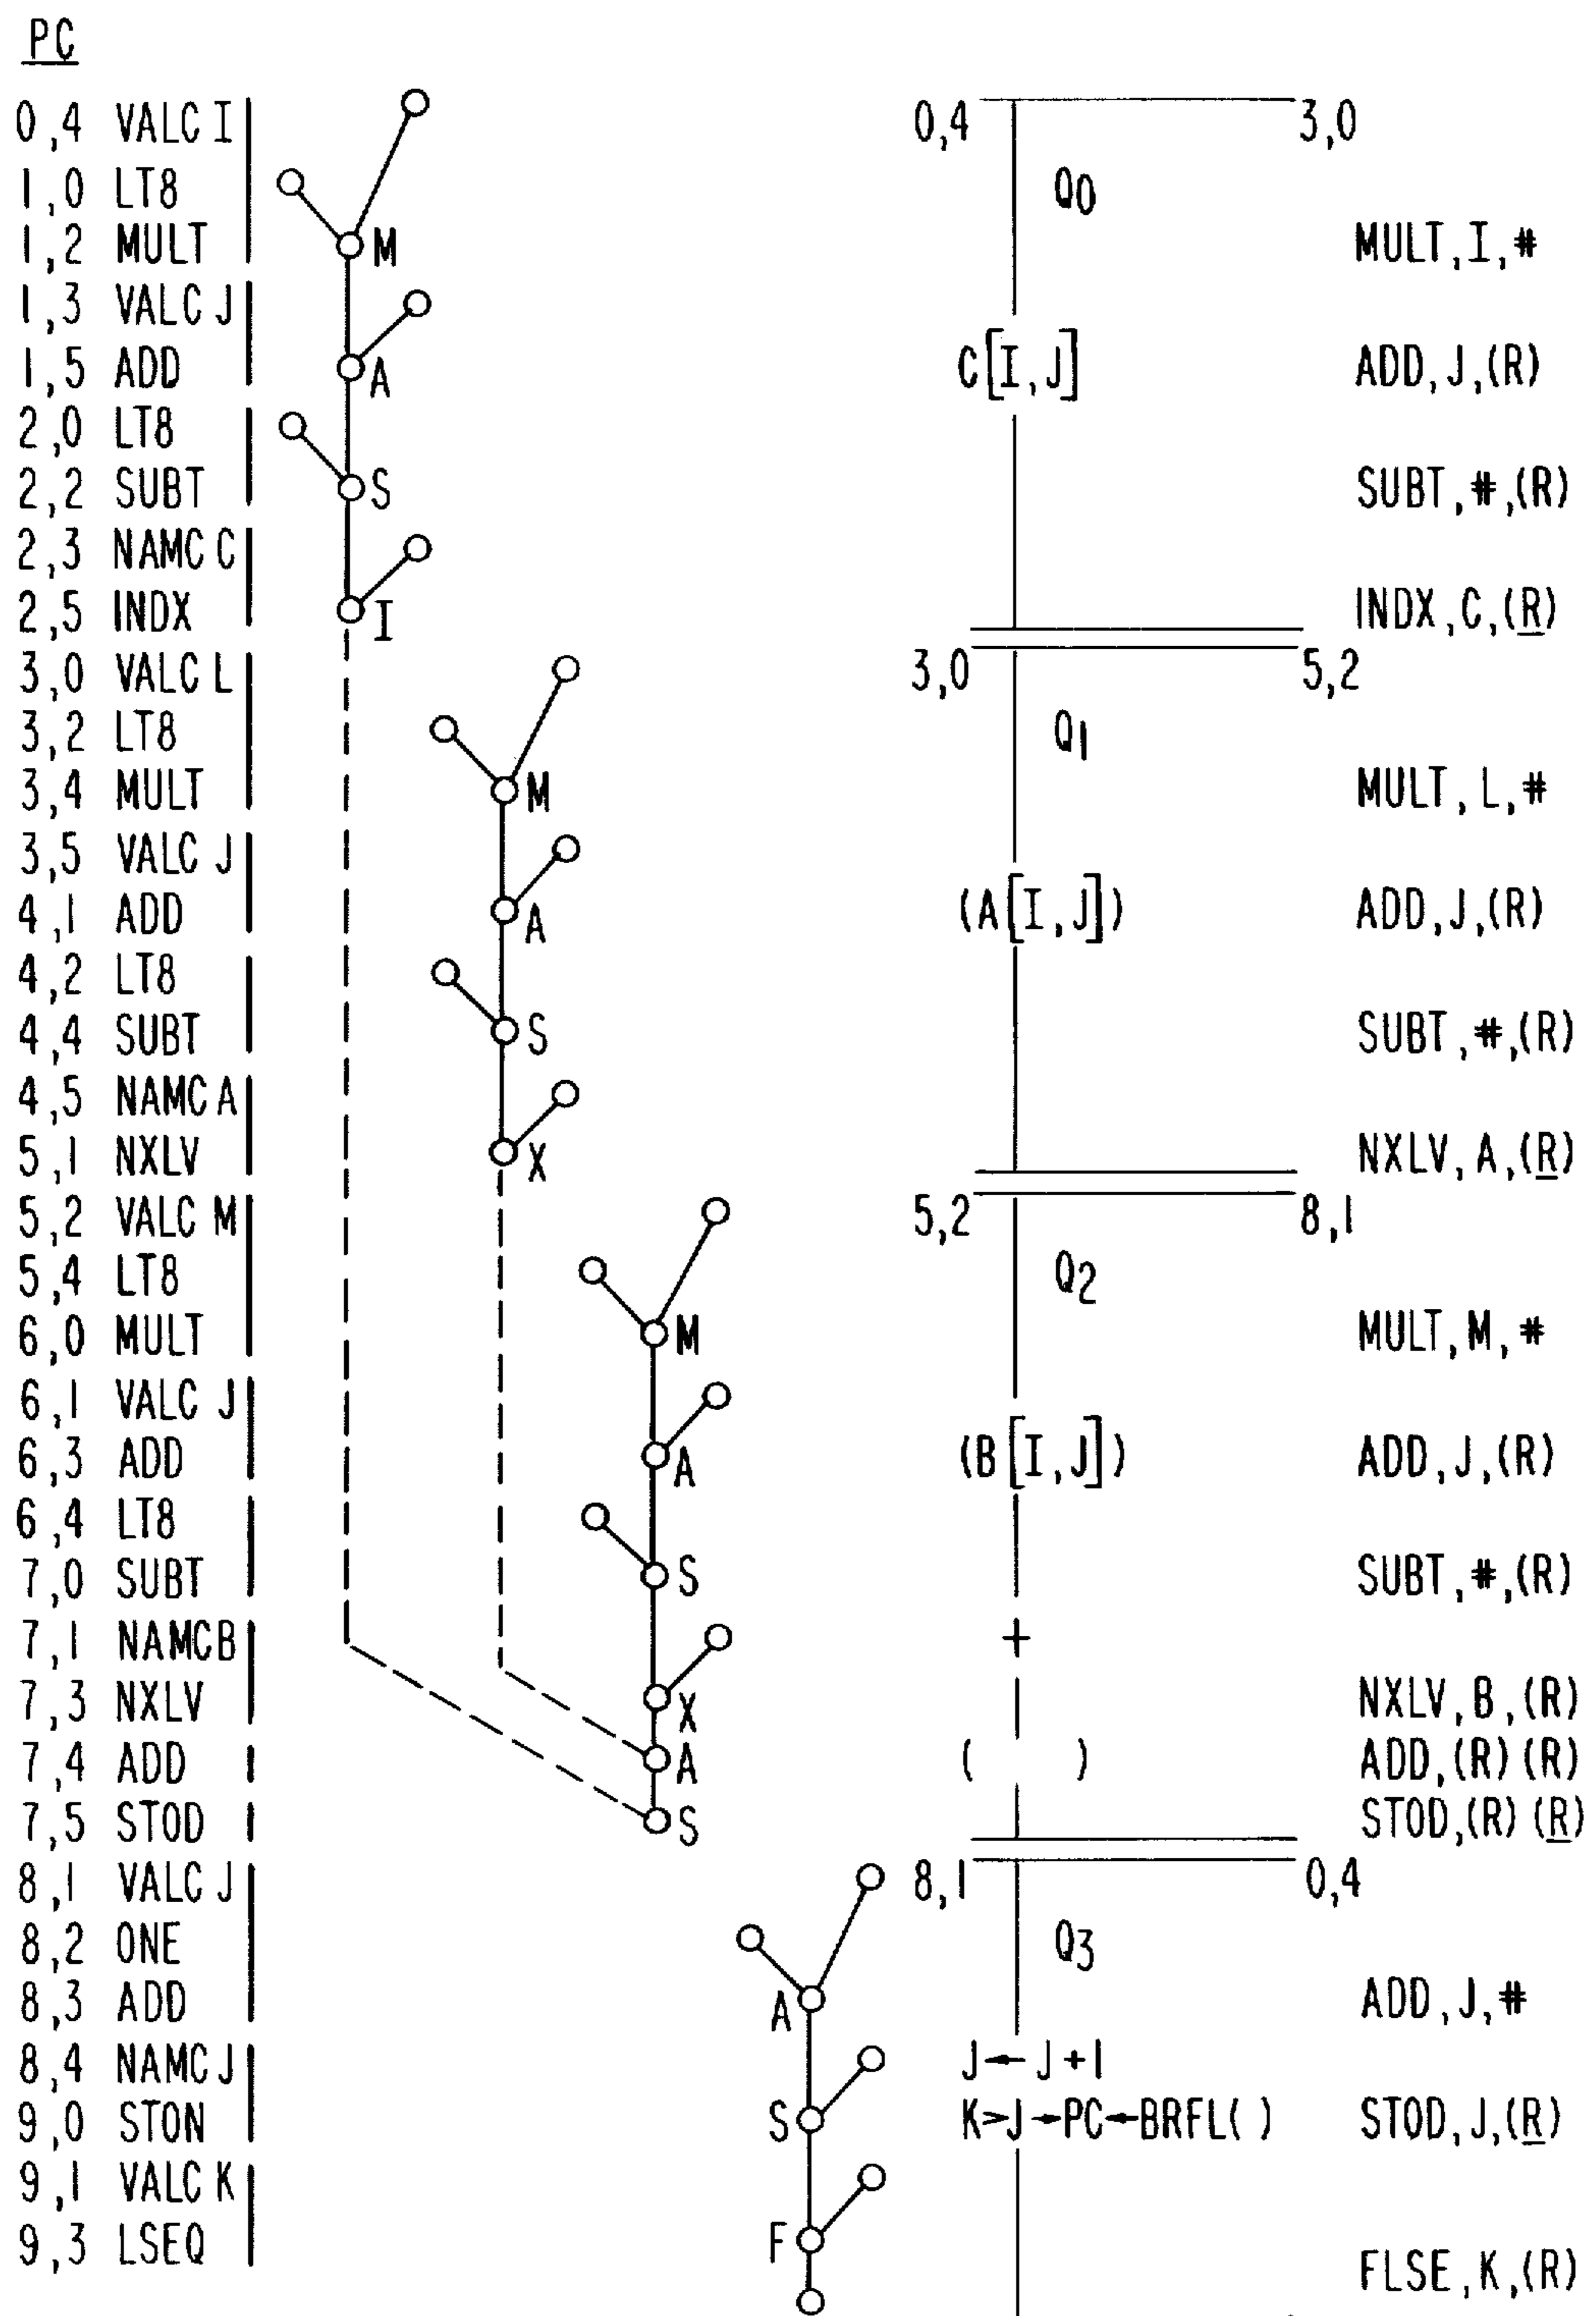 PC
0,4 VALC I 0,4 3,0
1,0 LT8 Q0
1,2 MULT M MULT,I,#
1,3 VALC J
1,5 ADD A C[I,J] ADD,J,(R)
2,0 LT8
2,2 SUBT S SUBT,#,(R)
2,3 NAMC C
2,5 INDX I INDX,C,(R)
3,0 VALC L 3,0 5,2
3,2 LT8 Q1
3,4 MULT M MULT,L,#
3,5 VALC J
4,1 ADD A (A[I,J]) ADD,J,(R)
4,2 LT8
4,4 SUBT S SUBT,#,(R)
4,5 NAMC A
5,1 NXLV X NXLV,A,(R)
5,2 VALC M 5,2 8,1
5,4 LT8 Q2
6,0 MULT M MULT,M,#
6,1 VALC J
6,3 ADD A (B[I,J]) ADD,J,(R)
6,4 LT8
7,0 SUBT S SUBT,#,(R)
7,1 NAMCB +
7,3 NXLV X NXLV,B,(R)
7,4 ADD A ( ) ADD,(R)(R)
7,5 STOD S STOD,(R)(R)
8,1 VALC J 8,1 0,4
8,2 ONE Q3
8,3 ADD A ADD,J,#
8,4 NAMC J J←J+1
9,0 STON S K>J→PC←BRFL( ) STOD,J,(R)
9,1 VALC K
9,3 LSEQ F FLSE,K,(R)